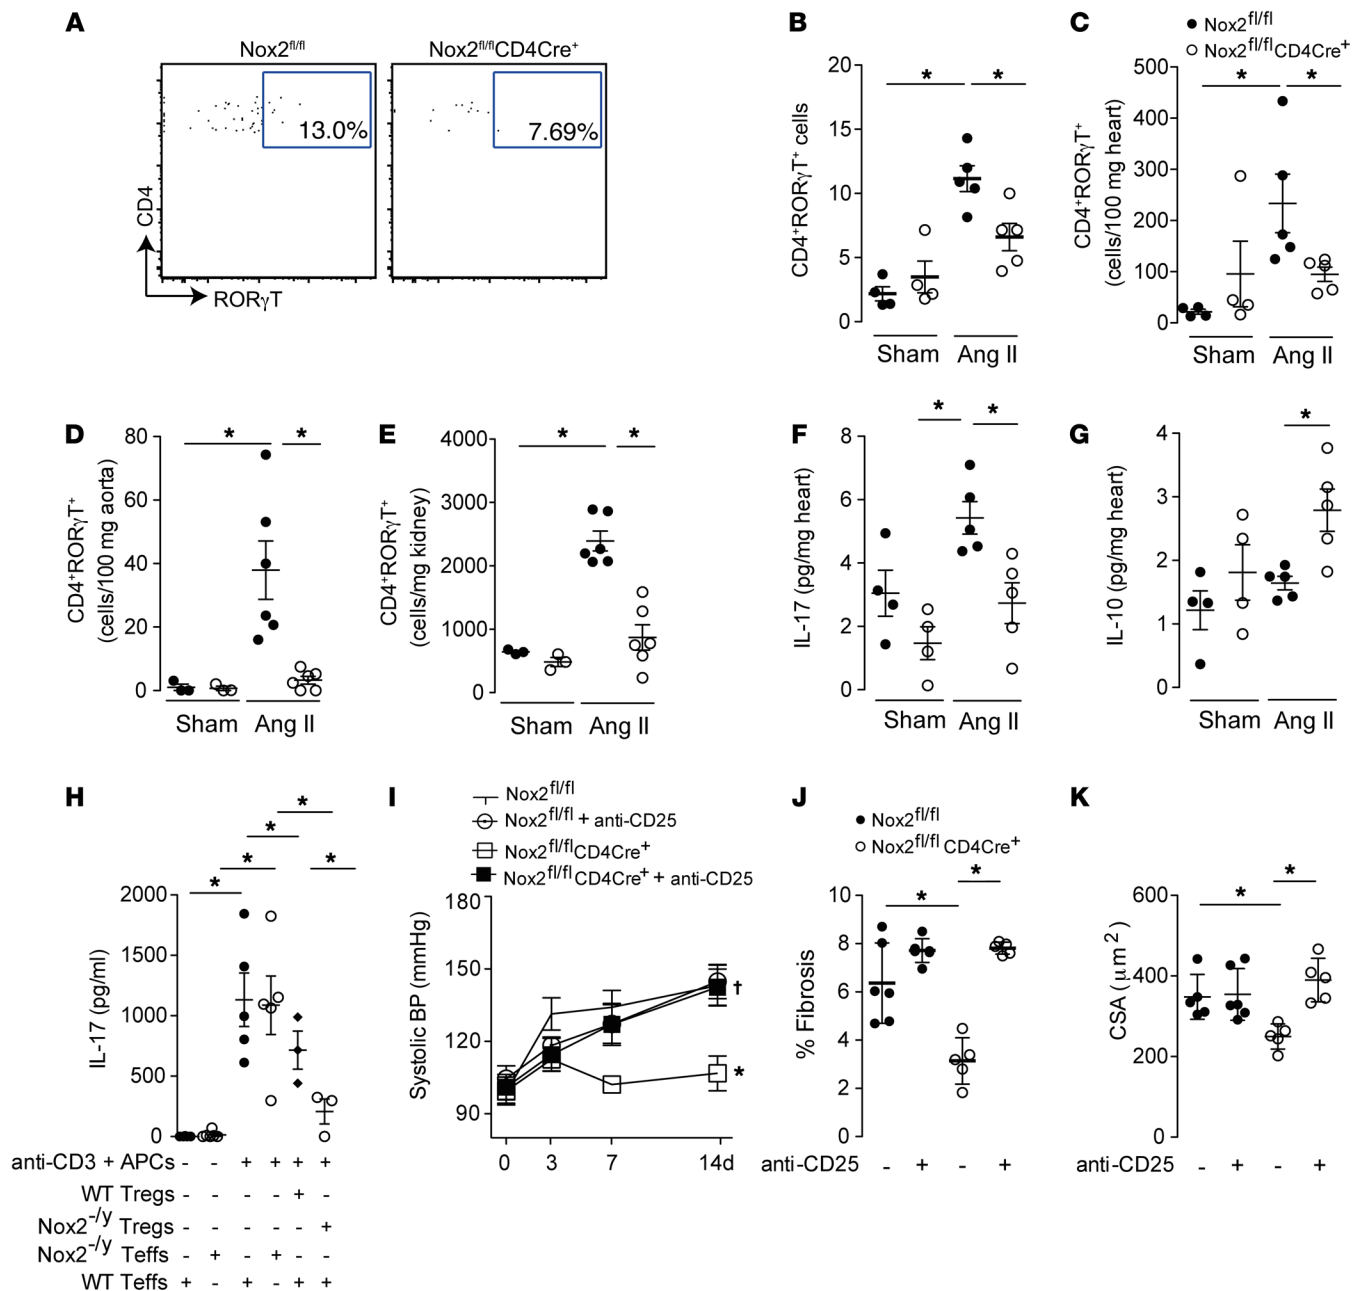 A
Nox2fl/fl
Nox2fl/flCD4Cre+
13.0%
7.69%
CD4
RORγT
B
CD4+RORγT+ cells
20
15
10
5
0
*
*
Sham
Ang II
C
Nox2fl/fl
Nox2fl/flCD4Cre+
CD4+RORγT+
(cells/100 mg heart)
500
400
300
200
100
0
*
*
Sham
Ang II
D
CD4+RORγT+
(cells/100 mg aorta)
80
60
40
20
0
*
*
Sham
Ang II
E
CD4+RORγT+
(cells/mg kidney)
4000
3000
2000
1000
0
*
*
Sham
Ang II
F
IL-17 (pg/mg heart)
8
6
4
2
0
*
*
Sham
Ang II
G
IL-10 (pg/mg heart)
4
3
2
1
0
*
Sham
Ang II
H
IL-17 (pg/ml)
2000
1500
1000
500
0
*
*
*
*
*
anti-CD3 + APCs - - + + + +
WT Tregs - - - - + -
Nox2-/y Tregs - - - - - +
Nox2-/y Teffs - + - + - -
WT Teffs + - + - + +
I
Nox2fl/fl
Nox2fl/fl + anti-CD25
Nox2fl/flCD4Cre+
Nox2fl/fl CD4Cre+ + anti-CD25
Systolic BP (mmHg)
180
150
120
90
†
*
0 3 7 14d
J
Nox2fl/fl
Nox2fl/fl CD4Cre+
% Fibrosis
10
8
6
4
2
0
*
*
anti-CD25 - + - +
K
CSA (μm2)
600
400
200
0
*
*
anti-CD25 - + - +